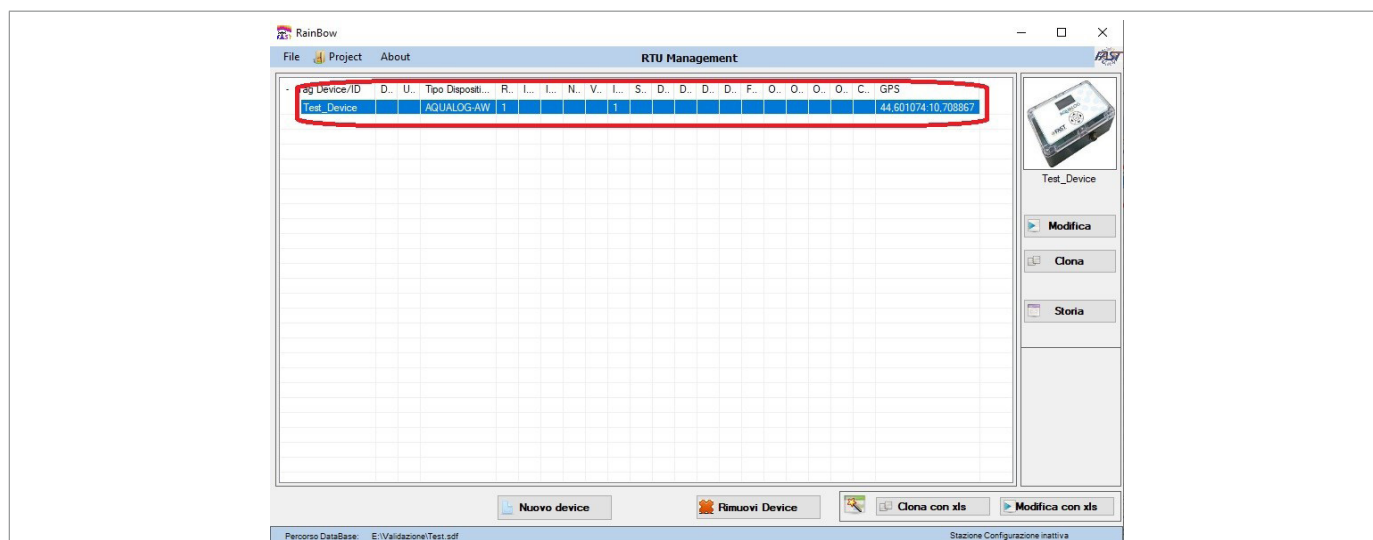 RainBow
File Project About RTU Management FAST
- Tag Device/ID D.. U.. Tipo Dispositi... R.. I... I... N.. V.. I... S.. D.. D.. D.. D.. F.. O.. O.. O.. O.. C.. GPS
Test_Device AQUALOG-AW 1 1 44,601074:10,708867
FAST
Test_Device
Modifica
Clona
Storia
Nuovo device Rimuovi Device Clona con xls Modifica con xls
Percorso DataBase: E:\Validazione\Test.sdf Stazione Configurazione inattiva